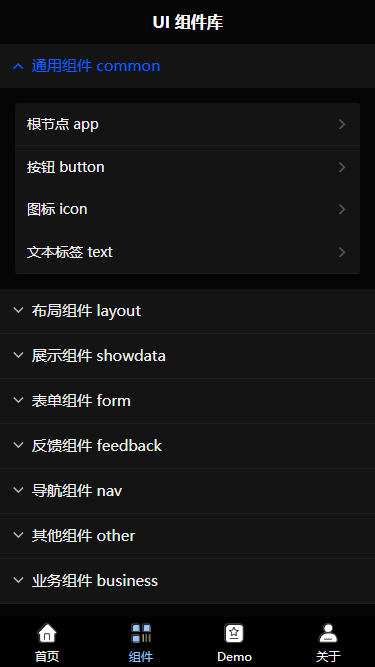 UI 组件库
通用组件 common
根节点 app
按钮 button
图标 icon
文本标签 text
布局组件 layout
展示组件 showdata
表单组件 form
反馈组件 feedback
导航组件 nav
其他组件 other
业务组件 business
首页 组件 Demo 关于